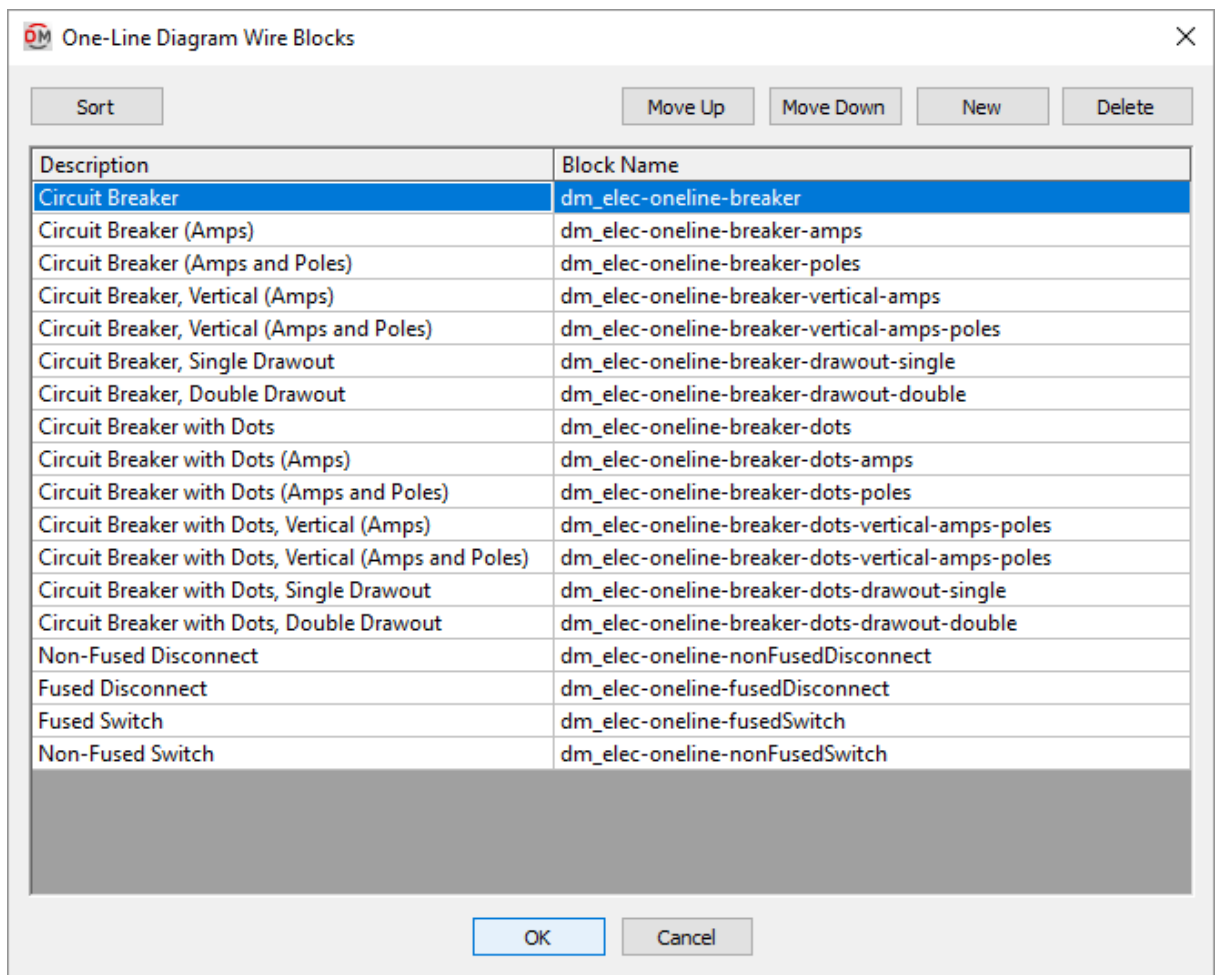 DM One-Line Diagram Wire Blocks
Sort Move Up Move Down New Delete
Description Block Name
Circuit Breaker dm_elec-oneline-breaker
Circuit Breaker (Amps) dm_elec-oneline-breaker-amps
Circuit Breaker (Amps and Poles) dm_elec-oneline-breaker-poles
Circuit Breaker, Vertical (Amps) dm_elec-oneline-breaker-vertical-amps
Circuit Breaker, Vertical (Amps and Poles) dm_elec-oneline-breaker-vertical-amps-poles
Circuit Breaker, Single Drawout dm_elec-oneline-breaker-drawout-single
Circuit Breaker, Double Drawout dm_elec-oneline-breaker-drawout-double
Circuit Breaker with Dots dm_elec-oneline-breaker-dots
Circuit Breaker with Dots (Amps) dm_elec-oneline-breaker-dots-amps
Circuit Breaker with Dots (Amps and Poles) dm_elec-oneline-breaker-dots-poles
Circuit Breaker with Dots, Vertical (Amps) dm_elec-oneline-breaker-dots-vertical-amps-poles
Circuit Breaker with Dots, Vertical (Amps and Poles) dm_elec-oneline-breaker-dots-vertical-amps-poles
Circuit Breaker with Dots, Single Drawout dm_elec-oneline-breaker-dots-drawout-single
Circuit Breaker with Dots, Double Drawout dm_elec-oneline-breaker-dots-drawout-double
Non-Fused Disconnect dm_elec-oneline-nonFusedDisconnect
Fused Disconnect dm_elec-oneline-fusedDisconnect
Fused Switch dm_elec-oneline-fusedSwitch
Non-Fused Switch dm_elec-oneline-nonFusedSwitch
OK Cancel